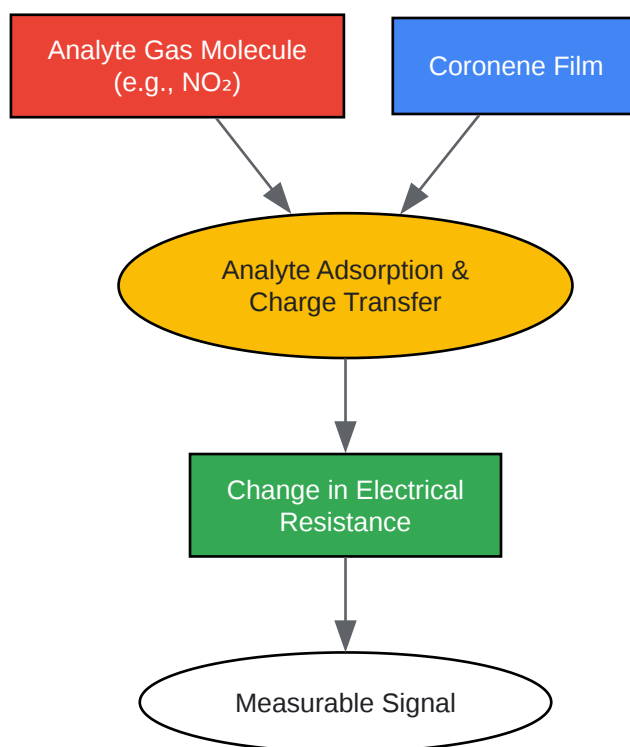 Analyte Gas Molecule
(e.g., NO₂)
Coronene Film
Analyte Adsorption &
Charge Transfer
Change in Electrical
Resistance
Measurable Signal